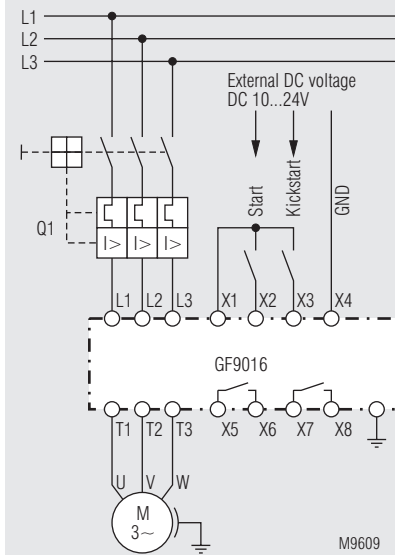 L1
L2
L3
External DC voltage
DC 10...24V
Start
Kickstart
GND
Q1
I> I> I>
L1 L2 L3 X1 X2 X3 X4
GF9016
T1 T2 T3 X5 X6 X7 X8
U V W
M
3~
M9609